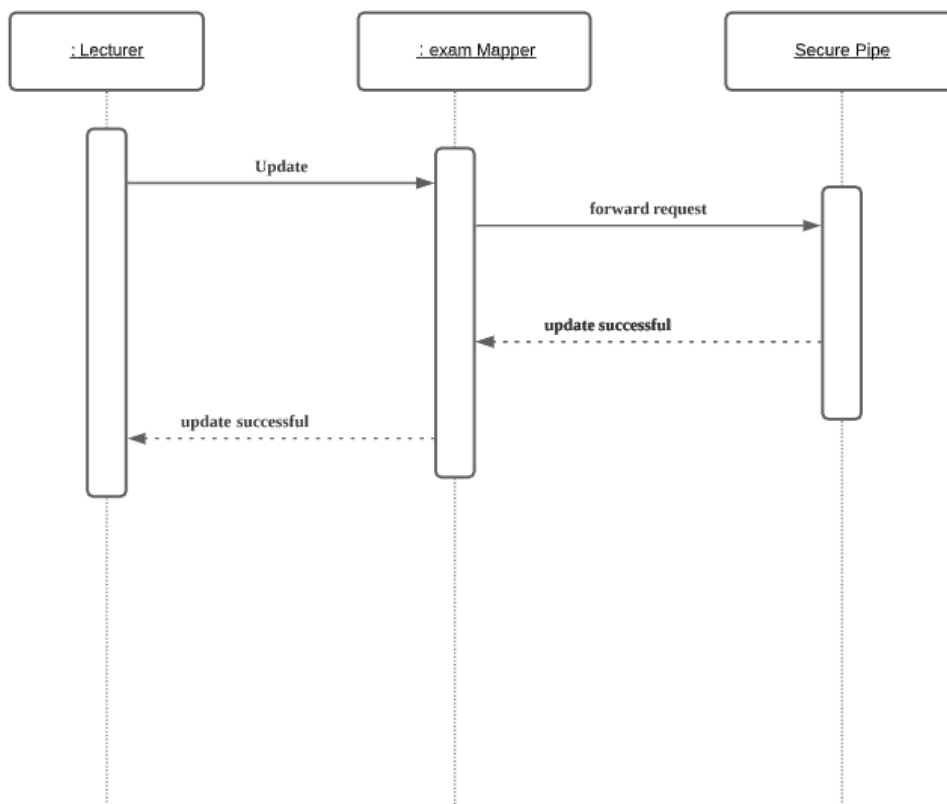 : Lecturer
: exam Mapper
Secure Pipe
Update
forward request
update successful
update successful